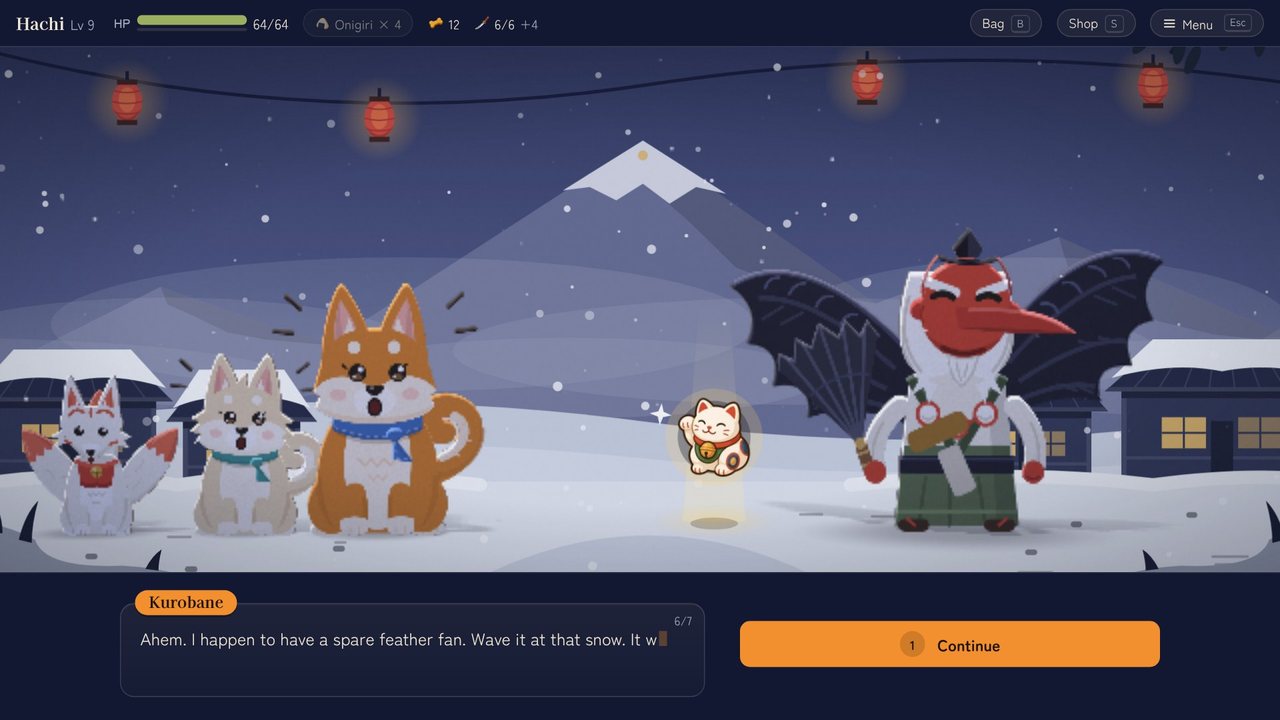 Hachi Lv 9 HP 64/64 Onigiri × 4 12 6/6 +4 Bag B Shop S Menu Esc
Kurobane
6/7
Ahem. I happen to have a spare feather fan. Wave it at that snow. It w
1 Continue